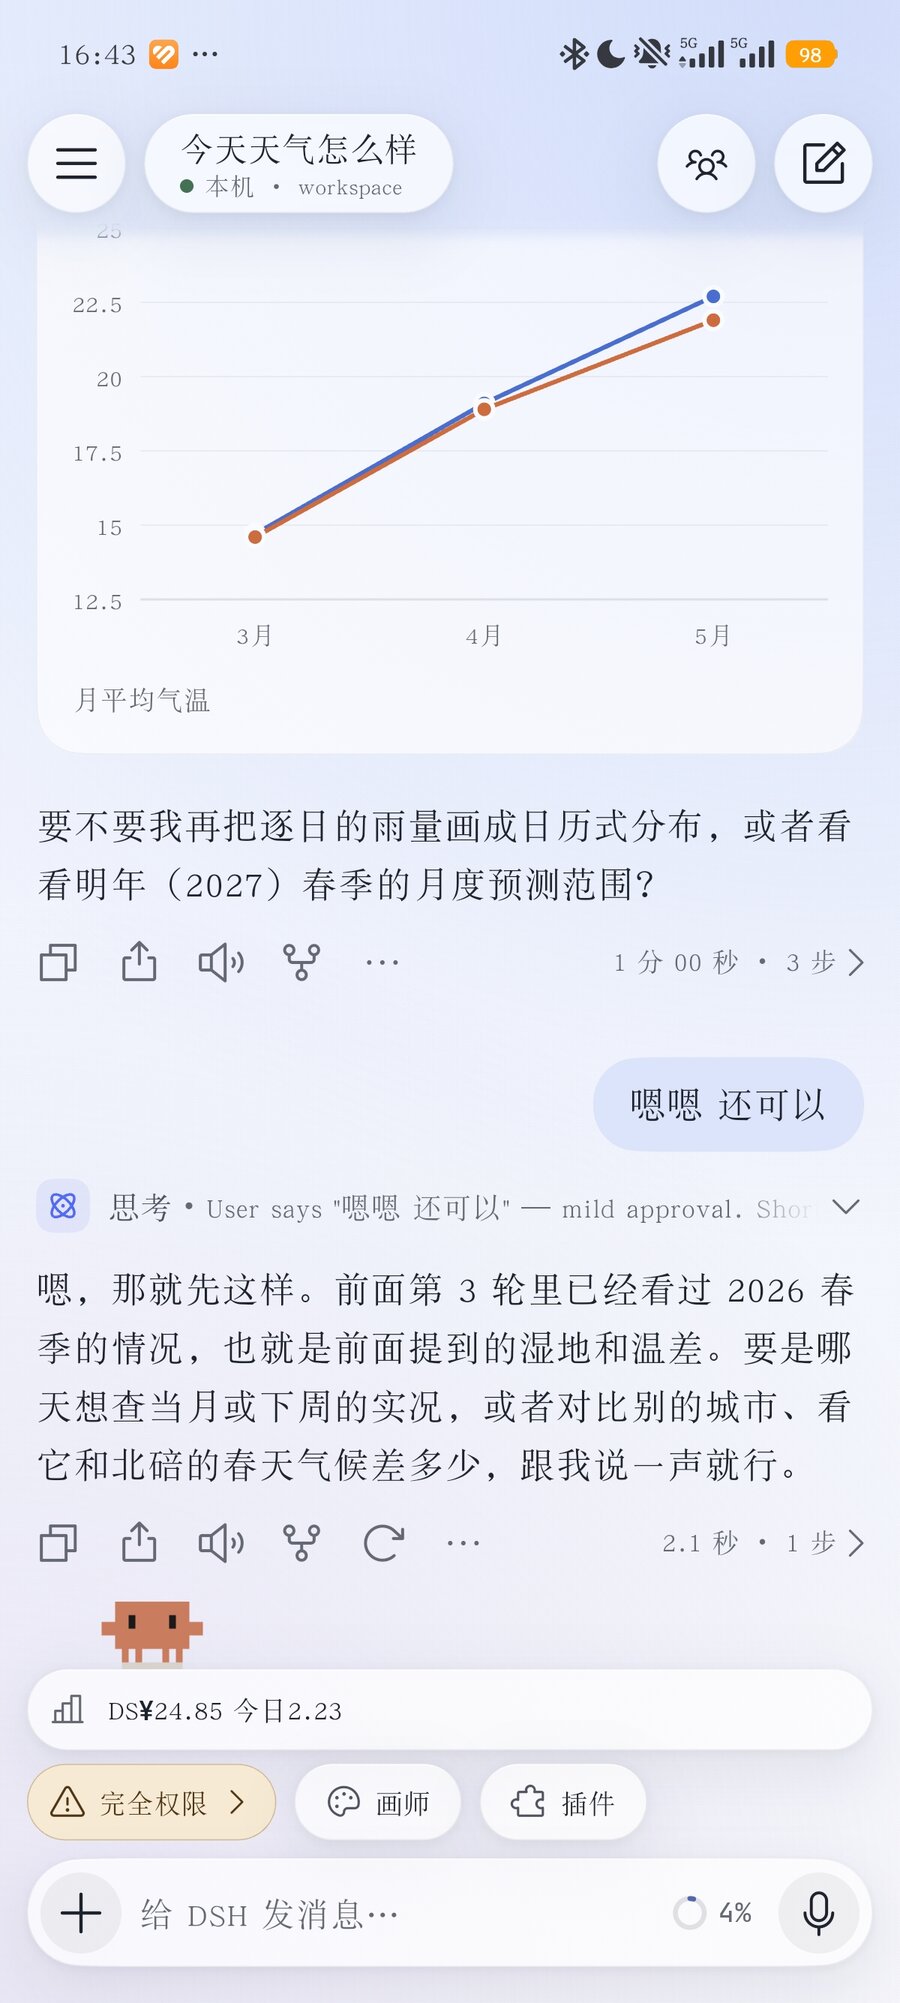 16:43
5G 5G 98
今天天气怎么样
本机 • workspace
25
22.5
20
17.5
15
12.5
3月 4月 5月
月平均气温
要不要我再把逐日的雨量画成日历式分布，或者看
看明年（2027）春季的月度预测范围？
1 分 00 秒 • 3 步
嗯嗯 还可以
思考 • User says "嗯嗯 还可以" — mild approval. Shor
嗯，那就先这样。前面第 3 轮里已经看过 2026 春
季的情况，也就是前面提到的湿地和温差。要是哪
天想查当月或下周的实况，或者对比别的城市、看
它和北碚的春天气候差多少，跟我说一声就行。
2.1 秒 • 1 步
DS¥24.85 今日2.23
完全权限 画师 插件
给 DSH 发消息… 4%